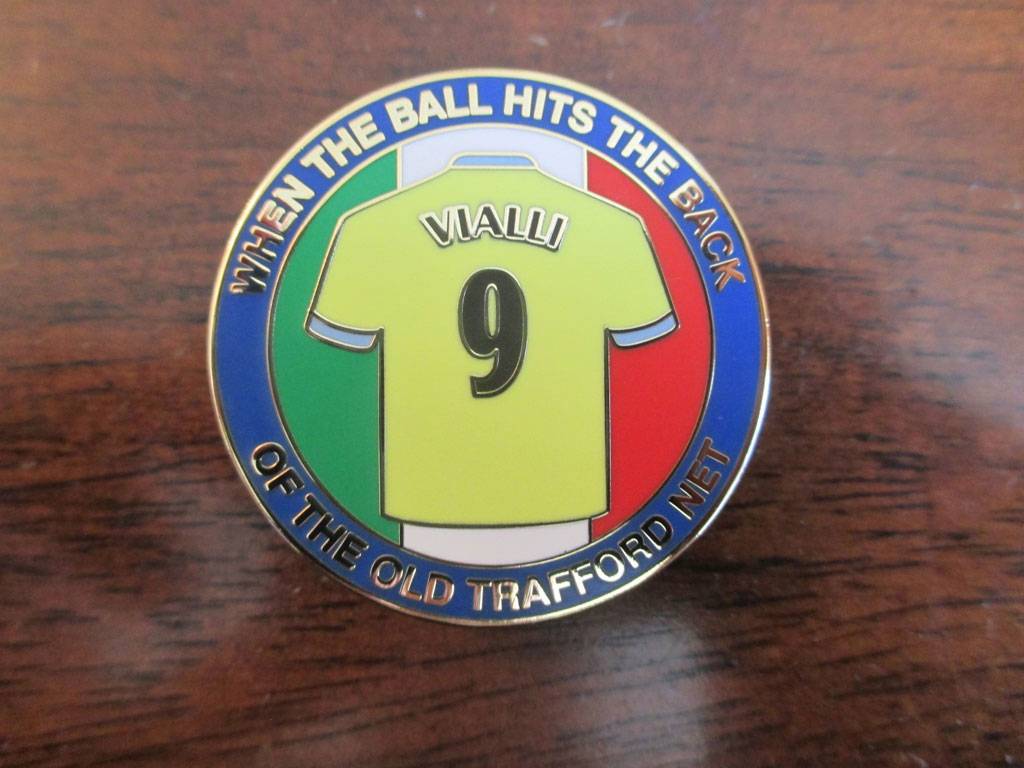 WHEN THE BALL HITS THE BACK
VIALLI
9
OF THE OLD TRAFFORD NET